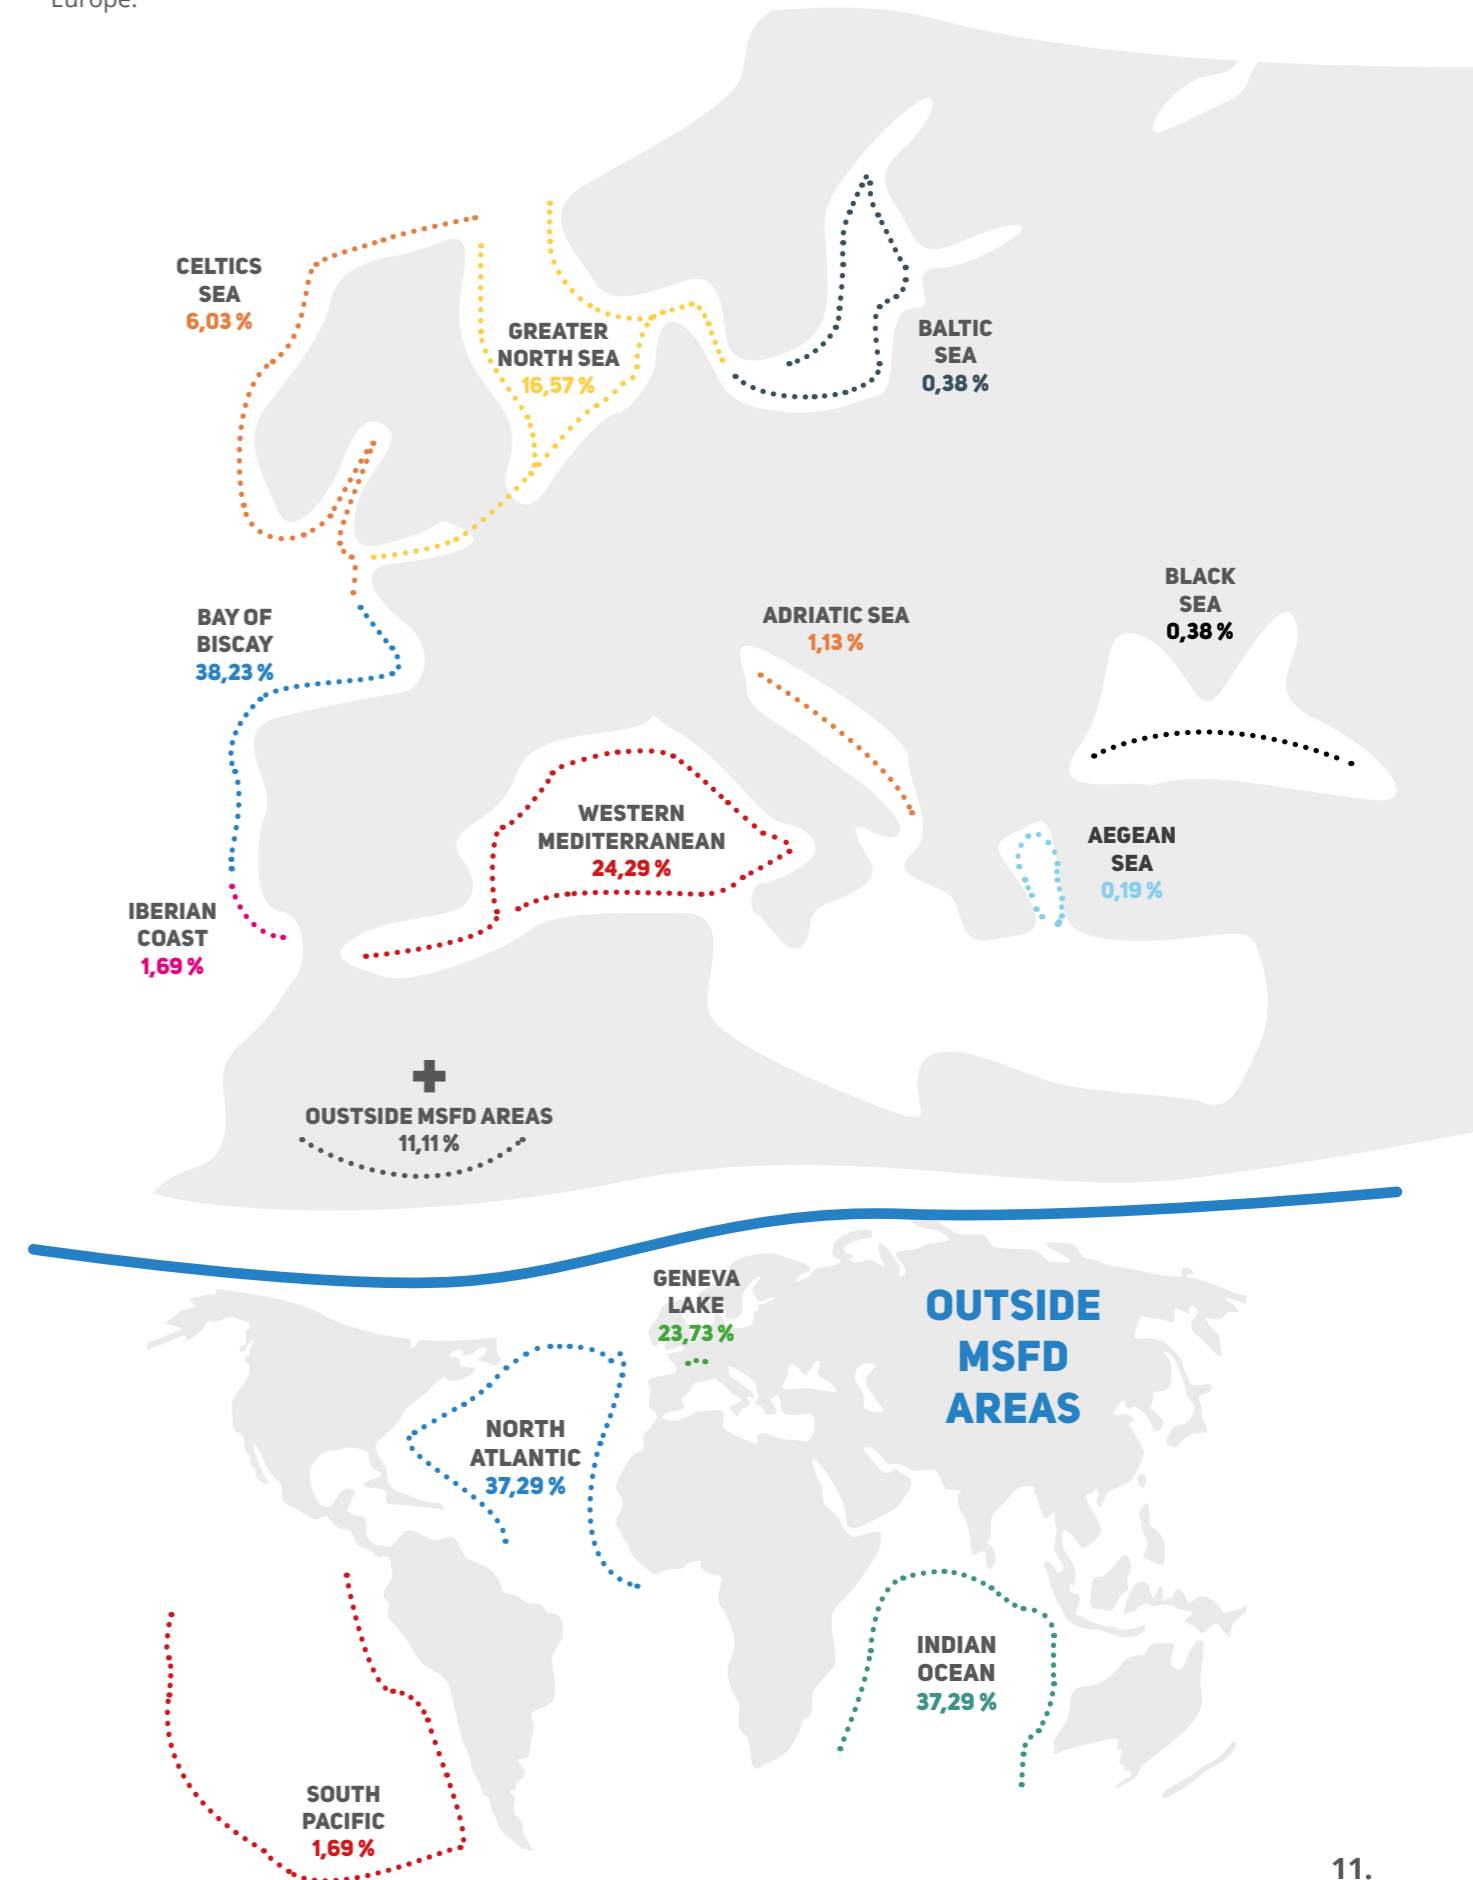 Europe.
CELTICS
SEA
6,03 %
GREATER
NORTH SEA
16,57 %
BALTIC
SEA
0,38 %
BLACK
SEA
0,38 %
BAY OF
BISCAY
38,23 %
ADRIATIC SEA
1,13 %
WESTERN
MEDITERRANEAN
24,29 %
AEGEAN
SEA
0,19 %
IBERIAN
COAST
1,69 %
OUSTSIDE MSFD AREAS
11,11 %
GENEVA
LAKE
23,73 %
OUTSIDE
MSFD
AREAS
NORTH
ATLANTIC
37,29 %
INDIAN
OCEAN
37,29 %
SOUTH
PACIFIC
1,69 %
11.